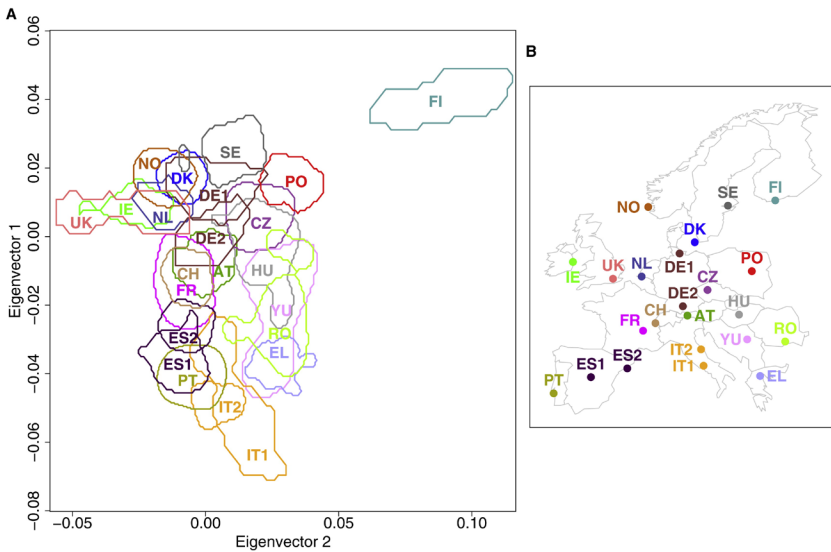 A
0.06
0.04
0.02
0.00
−0.02
−0.04
−0.06
−0.08
Eigenvector 1
FI
SE
NO
DK
PO
DE1
IE
NL
UK
CZ
DE2
CH
AT
HU
FR
YU
RO
ES2
EL
ES1
PT
IT2
IT1
−0.05
0.00
0.05
0.10
Eigenvector 2
B
FI
SE
NO
DK
PO
DE1
IE
UK
NL
CZ
DE2
HU
CH
AT
FR
RO
YU
IT2
ES1
ES2
IT1
PT
EL